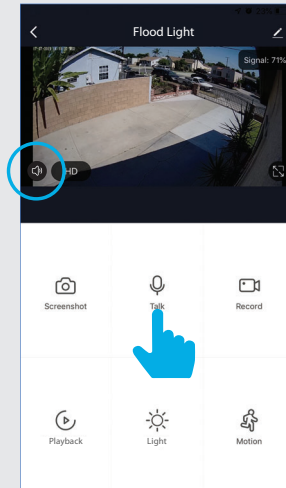 Flood Light
Signal: 71%
HD
Screenshot
Talk
Record
Playback
Light
Motion